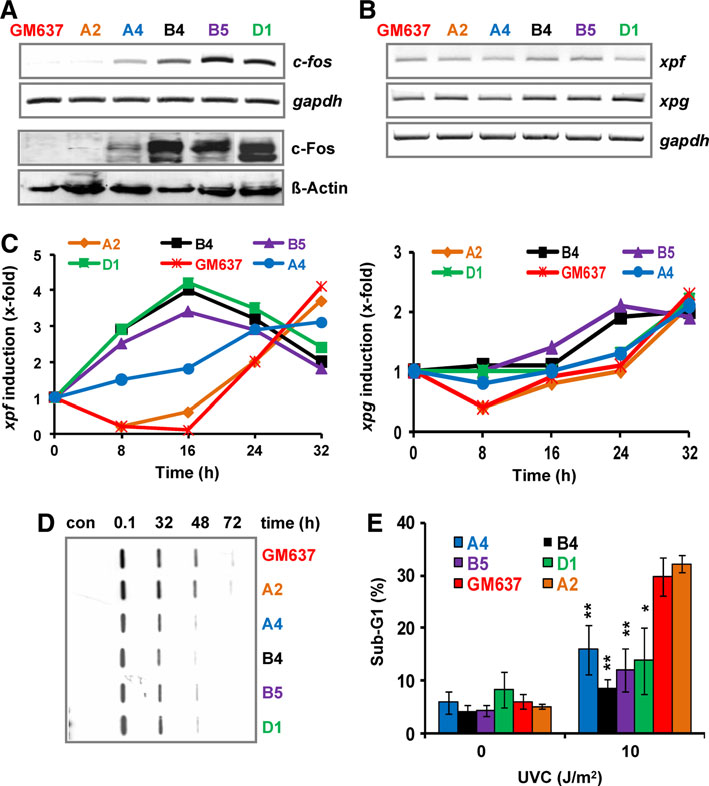 A
GM637 A2 A4 B4 B5 D1
c-fos
gapdh
c-Fos
ß-Actin
B
GM637 A2 A4 B4 B5 D1
xpf
xpg
gapdh
C
A2 B4 B5
D1 GM637 A4
xpf induction (x-fold)
5
4
3
2
1
0
0 8 16 24 32
Time (h)
A2 B4 B5
D1 GM637 A4
xpg induction (x-fold)
3
2
1
0
0 8 16 24 32
Time (h)
D
con 0.1 32 48 72 time (h)
GM637
A2
A4
B4
B5
D1
E
A4 B4
B5 D1
GM637 A2
Sub-G1 (%)
40
30
20
10
0
** ** ** *
0 10
UVC (J/m²)